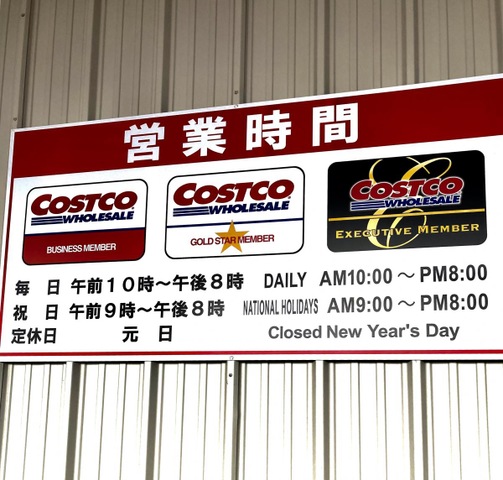 営業時間
COSTCO
WHOLESALE
BUSINESS MEMBER
COSTCO
WHOLESALE
GOLD STAR MEMBER
COSTCO
WHOLESALE
EXECUTIVE MEMBER
毎 日 午前10時～午後8時 DAILY AM10:00～PM8:00
祝 日 午前9時～午後8時 NATIONAL HOLIDAYS AM9:00～PM8:00
定休日 元 日 Closed New Year's Day